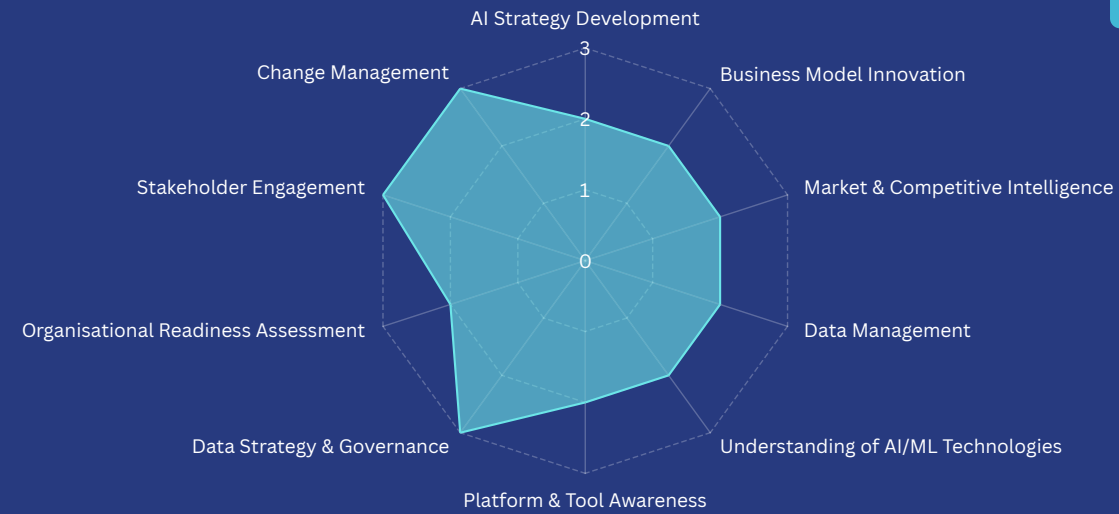 AI Strategy Development
3
Change Management
Business Model Innovation
2
Stakeholder Engagement
1
Market & Competitive Intelligence
0
Organisational Readiness Assessment
Data Management
Data Strategy & Governance
Understanding of AI/ML Technologies
Platform & Tool Awareness